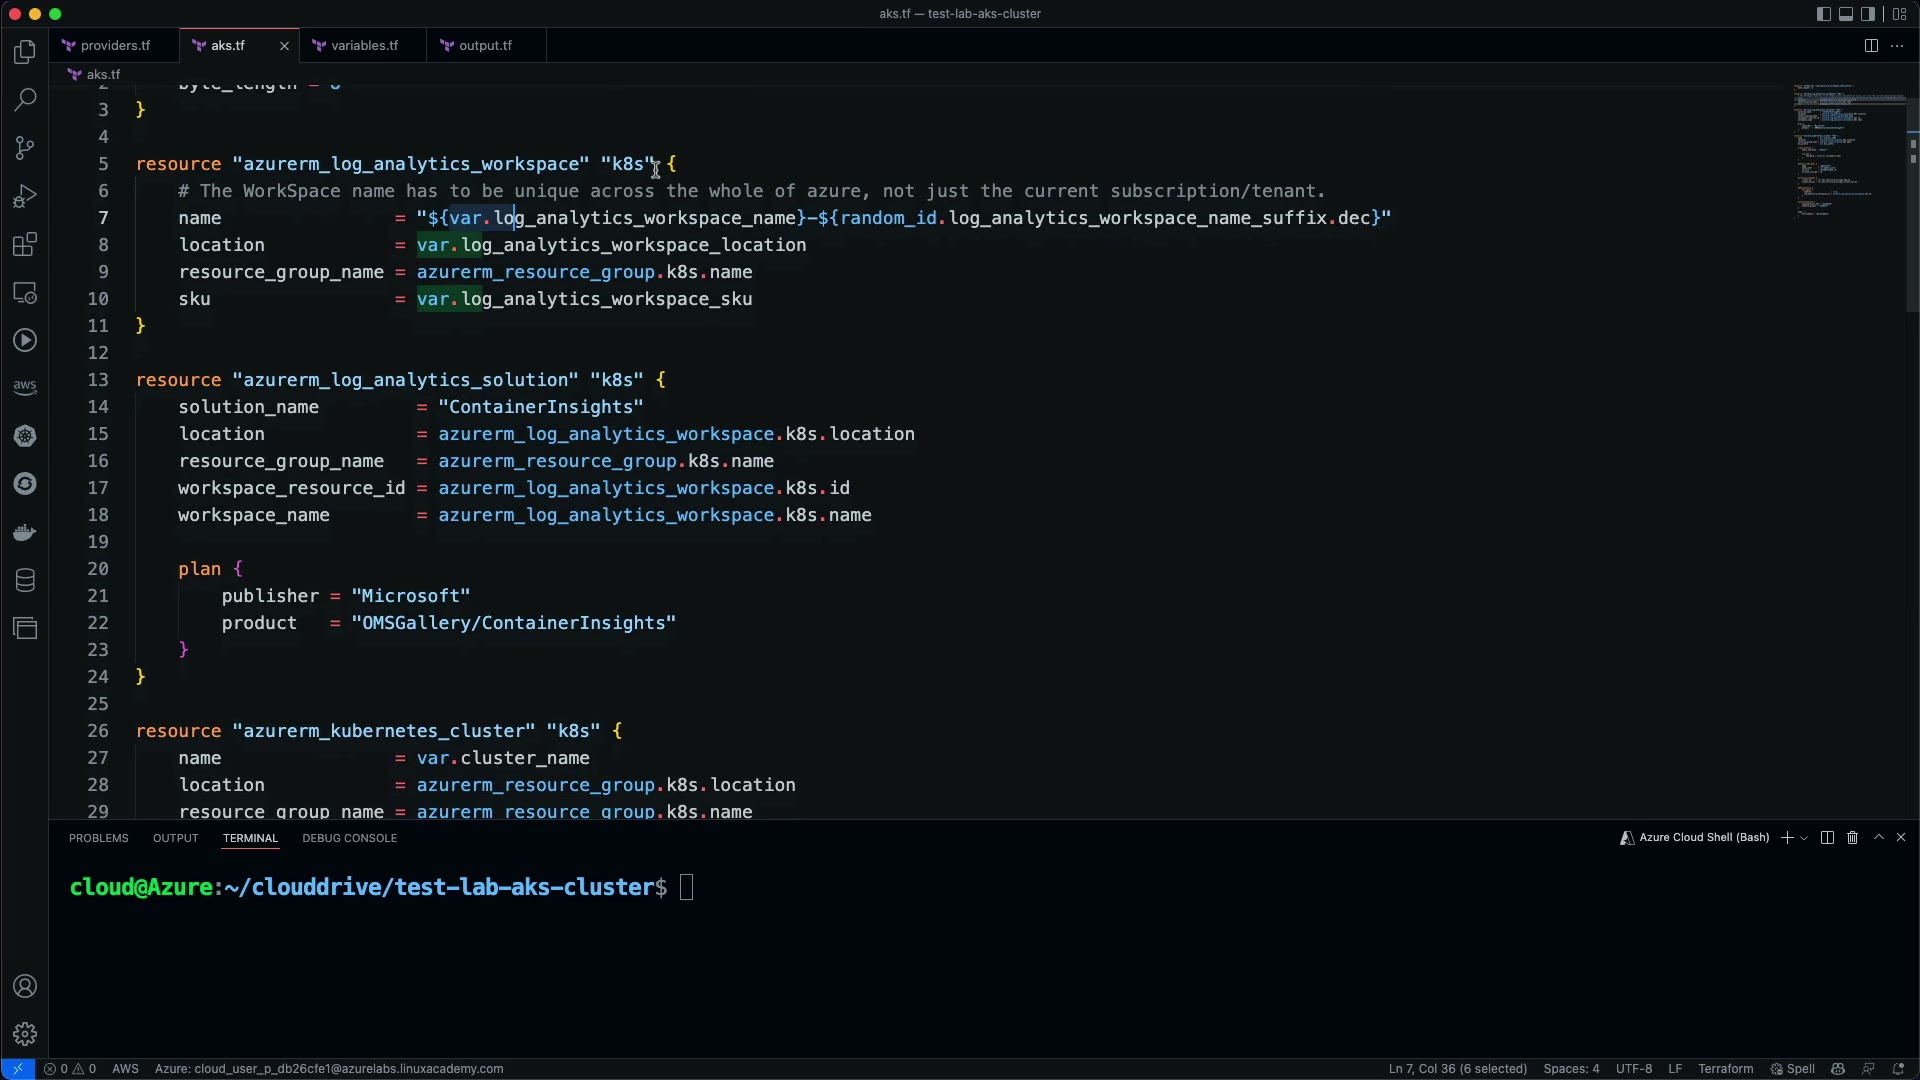 aks.tf — test-lab-aks-cluster
providers.tf
aks.tf
variables.tf
output.tf
aks.tf
3 }
4
5 resource "azurerm_log_analytics_workspace" "k8s" {
6 # The WorkSpace name has to be unique across the whole of azure, not just the current subscription/tenant.
7 name = "${var.log_analytics_workspace_name}-${random_id.log_analytics_workspace_name_suffix.dec}"
8 location = var.log_analytics_workspace_location
9 resource_group_name = azurerm_resource_group.k8s.name
10 sku = var.log_analytics_workspace_sku
11 }
12
13 resource "azurerm_log_analytics_solution" "k8s" {
14 solution_name = "ContainerInsights"
15 location = azurerm_log_analytics_workspace.k8s.location
16 resource_group_name = azurerm_resource_group.k8s.name
17 workspace_resource_id = azurerm_log_analytics_workspace.k8s.id
18 workspace_name = azurerm_log_analytics_workspace.k8s.name
19
20 plan {
21 publisher = "Microsoft"
22 product = "OMSGallery/ContainerInsights"
23 }
24 }
25
26 resource "azurerm_kubernetes_cluster" "k8s" {
27 name = var.cluster_name
28 location = azurerm_resource_group.k8s.location
29 resource_group_name = azurerm_resource_group.k8s.name
aws
PROBLEMS OUTPUT TERMINAL DEBUG CONSOLE
Azure Cloud Shell (Bash)
cloud@Azure:~/clouddrive/test-lab-aks-cluster$
0 0 AWS Azure: cloud_user_p_db26cfe1@azurelabs.linuxacademy.com
Ln 7, Col 36 (6 selected) Spaces: 4 UTF-8 LF Terraform Spell